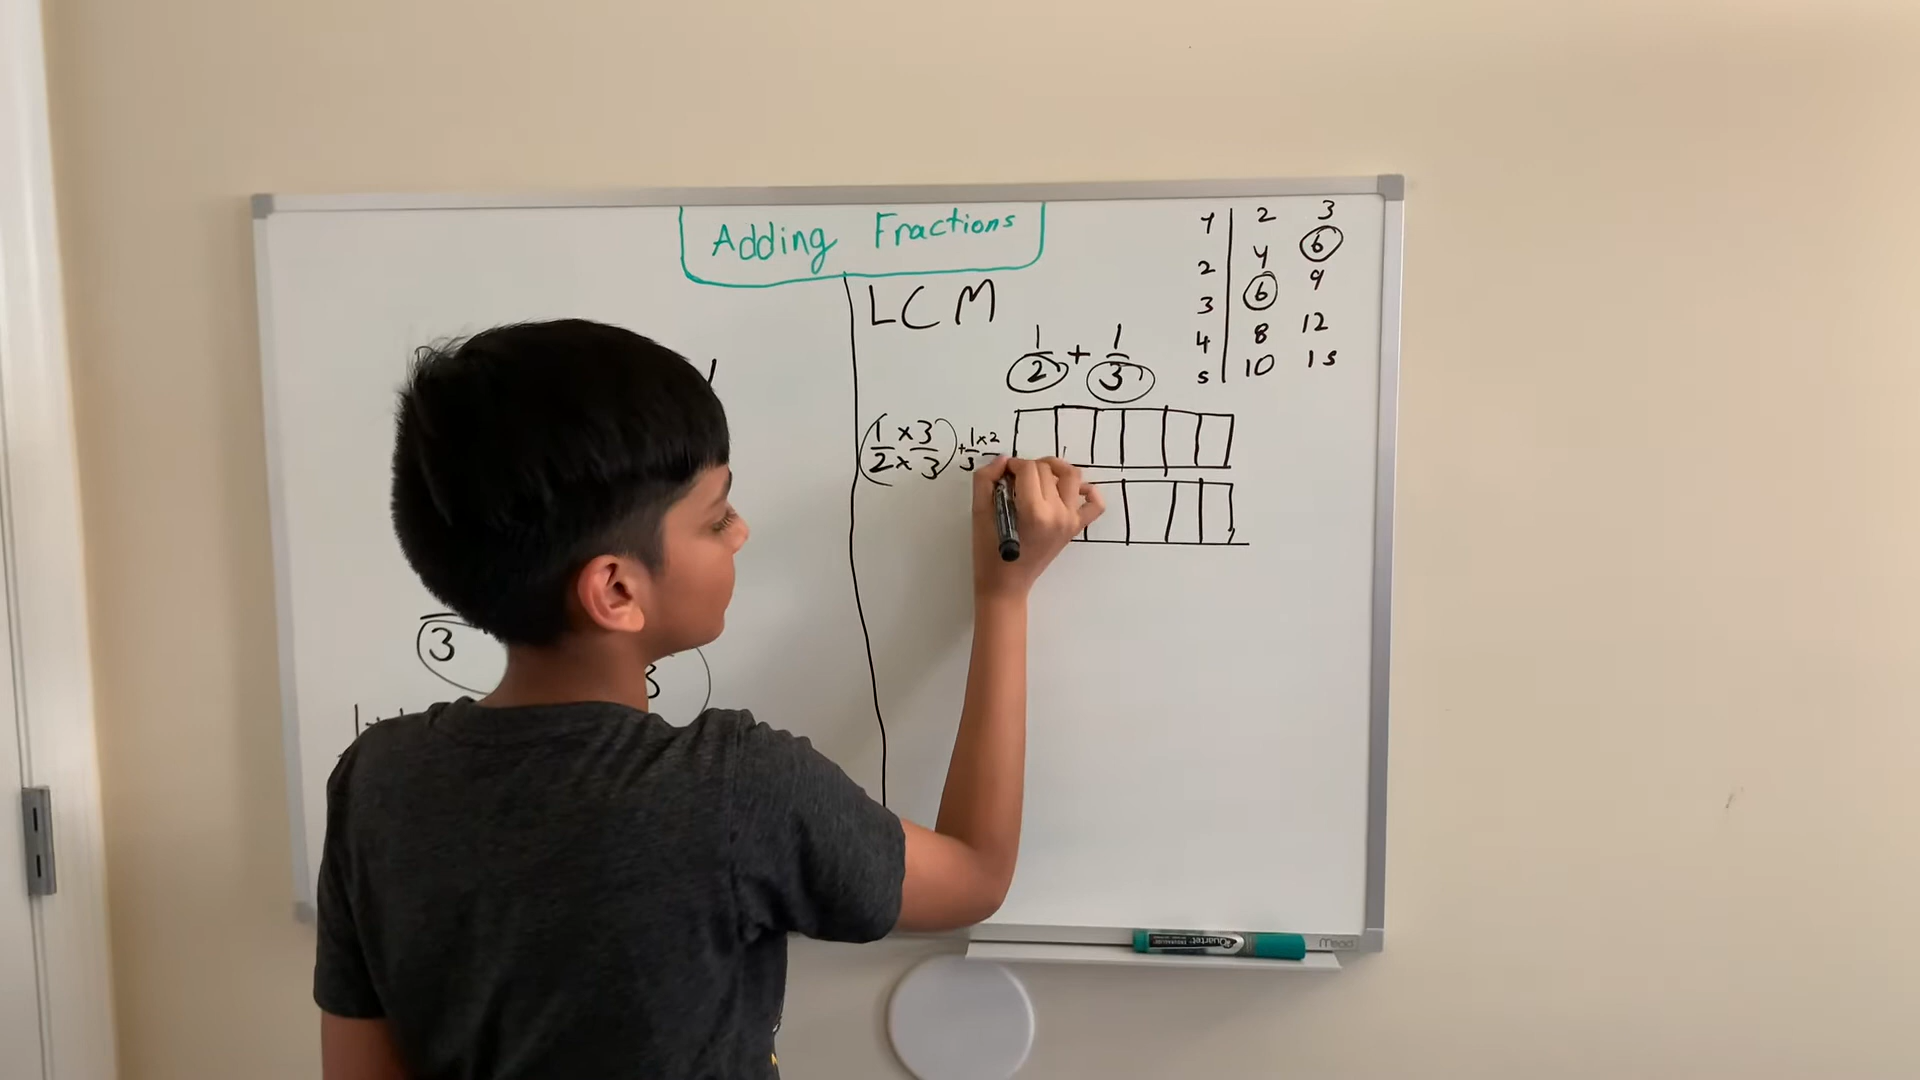 Adding Fractions
LCM
1/2 + 1/3
1 × 3 + 1 × 2
2 × 3 3
1 | 2 3
2 | 4 6
3 | 6 9
4 | 8 12
5 | 10 15
3
3
Quartet
Mead